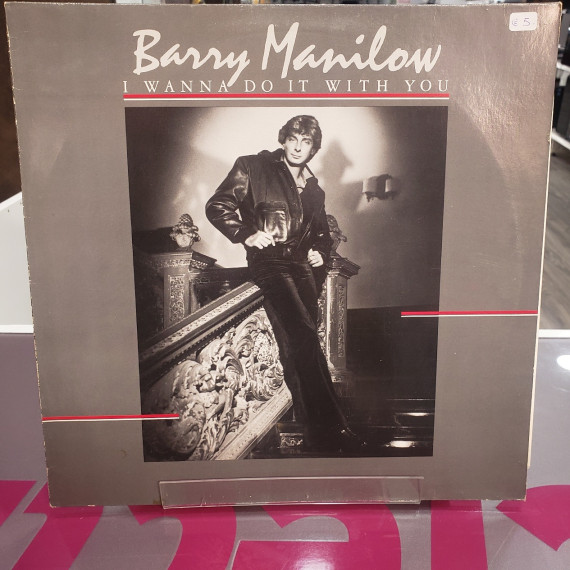 € 5-
Barry Manilow
I WANNA DO IT WITH YOU